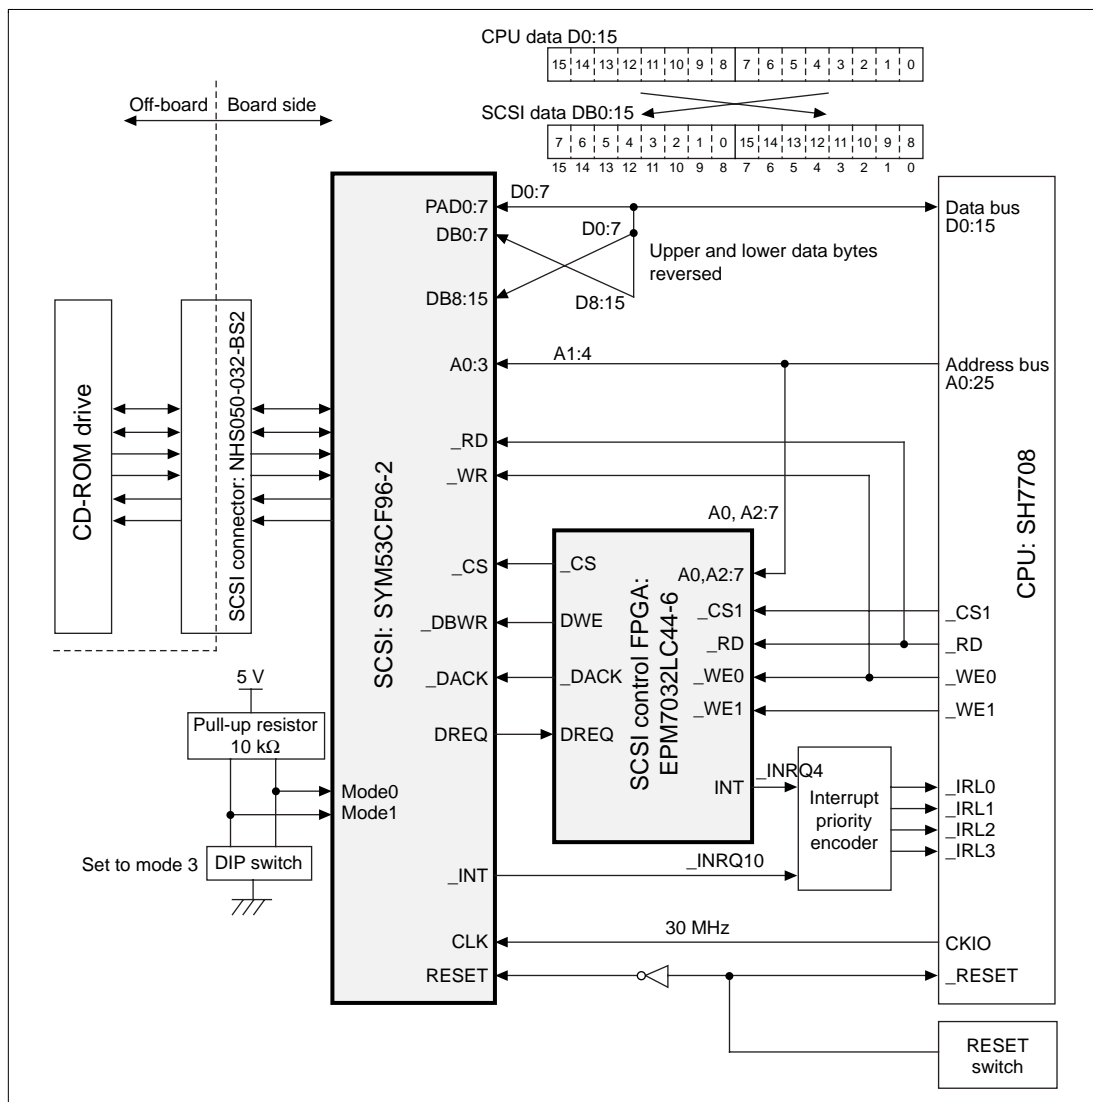 CPU data D0:15
15 14 13 12 11 10 9 8 7 6 5 4 3 2 1 0
Off-board Board side
SCSI data DB0:15
7 6 5 4 3 2 1 0 15 14 13 12 11 10 9 8
15 14 13 12 11 10 9 8 7 6 5 4 3 2 1 0
D0:7
PAD0:7
DB0:7
D0:7
Upper and lower data bytes
reversed
DB8:15
D8:15
Data bus
D0:15
A0:3
A1:4
Address bus
A0:25
CD-ROM drive
SCSI connector: NHS050-032-BS2
SCSI: SYM53CF96-2
CPU: SH7708
_RD
_WR
A0, A2:7
_CS
_CS
A0,A2:7
_DBWR
DWE
_CS1
_CS1
_RD
_RD
_DACK
_DACK
_WE0
_WE0
_WE1
_WE1
DREQ
DREQ
SCSI control FPGA:
EPM7032LC44-6
INT
_INRQ4
5 V
Pull-up resistor
10 kΩ
Mode0
Mode1
Set to mode 3
DIP switch
Interrupt
priority
encoder
_IRL0
_IRL1
_IRL2
_IRL3
_INT
_INRQ10
CLK
30 MHz
CKIO
RESET
_RESET
RESET
switch